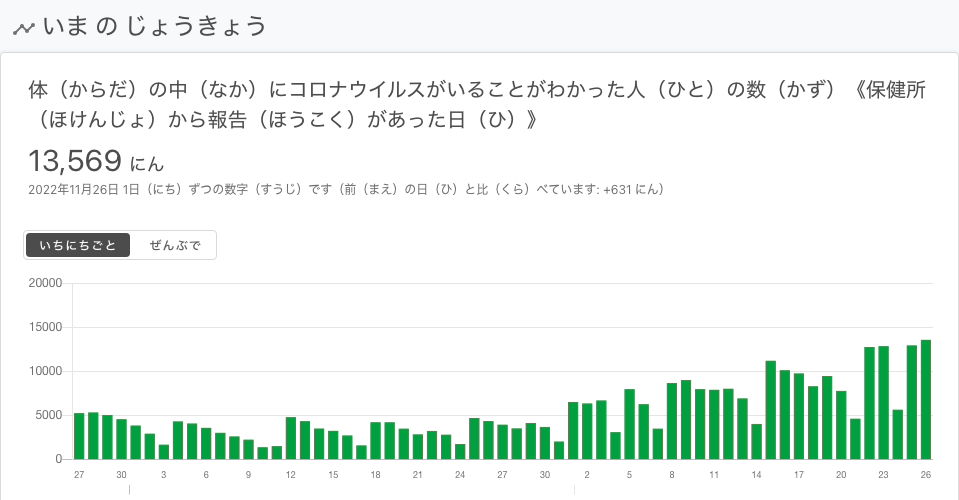 いま の じょうきょう
体（からだ）の中（なか）にコロナウイルスがいることがわかった人（ひと）の数（かず）《保健所
（ほけんじょ）から報告（ほうこく）があった日（ひ）》
13,569 にん
2022年11月26日 1日（にち）ずつの数字（すうじ）です（前（まえ）の日（ひ）と比（くら）べています: +631 にん）
いちにちごと ぜんぶで
20000
15000
10000
5000
0
27 30 3 6 9 12 15 18 21 24 27 30 2 5 8 11 14 17 20 23 26